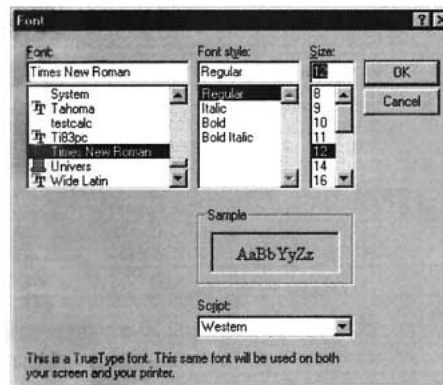 Font
Font:
Times New Roman
System
Tahoma
testcalc
Ti83pc
Times New Roman
Univers
Wide Latin
Font style:
Regular
Regular
Italic
Bold
Bold Italic
Size:
12
8
9
10
11
12
14
16
OK
Cancel
Sample
AaBbYyZz
Script:
Western
This is a TrueType font. This same font will be used on both
your screen and your printer.